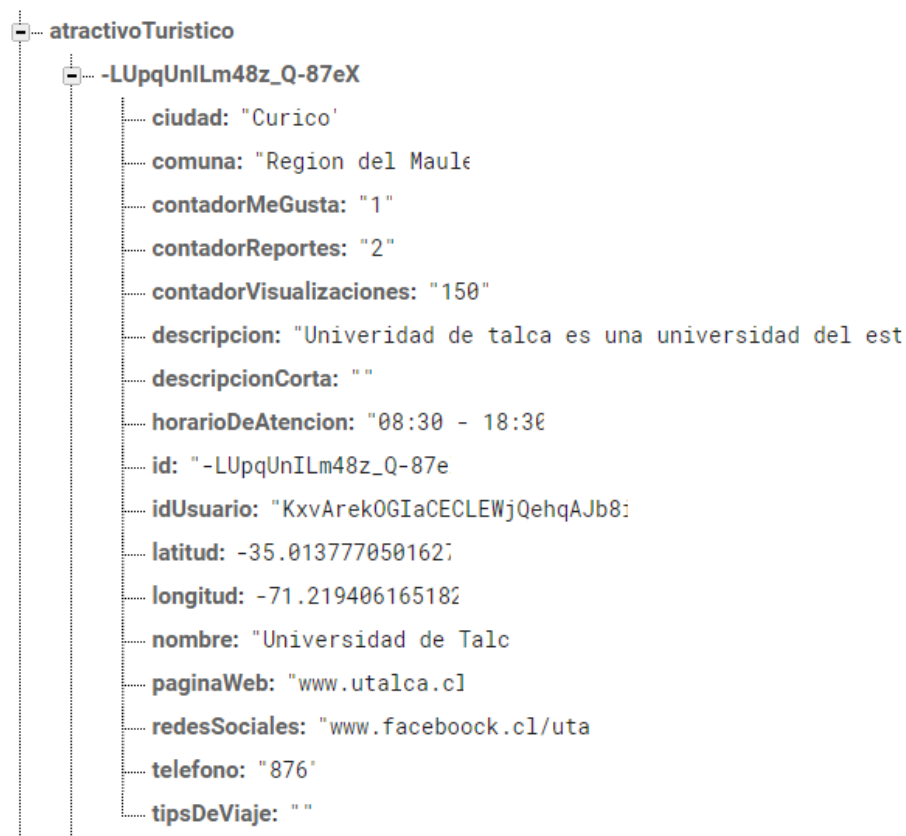 atractivoTuristico
-LUpqUnILm48z_Q-87eX
ciudad: "Curico"
comuna: "Region del Maule
contadorMeGusta: "1"
contadorReportes: "2"
contadorVisualizaciones: "150"
descripcion: "Univeridad de talca es una universidad del est
descripcionCorta: ""
horarioDeAtencion: "08:30 - 18:30
id: "-LUpqUnILm48z_Q-87e
idUsuario: "KxvArekOGIaCECLEWjQehqAJb8i
latitud: -35.0137770501627
longitud: -71.219406165182
nombre: "Universidad de Talc
paginaWeb: "www.utalca.cl
redesSociales: "www.faceboock.cl/uta
telefono: "876"
tipsDeViaje: ""